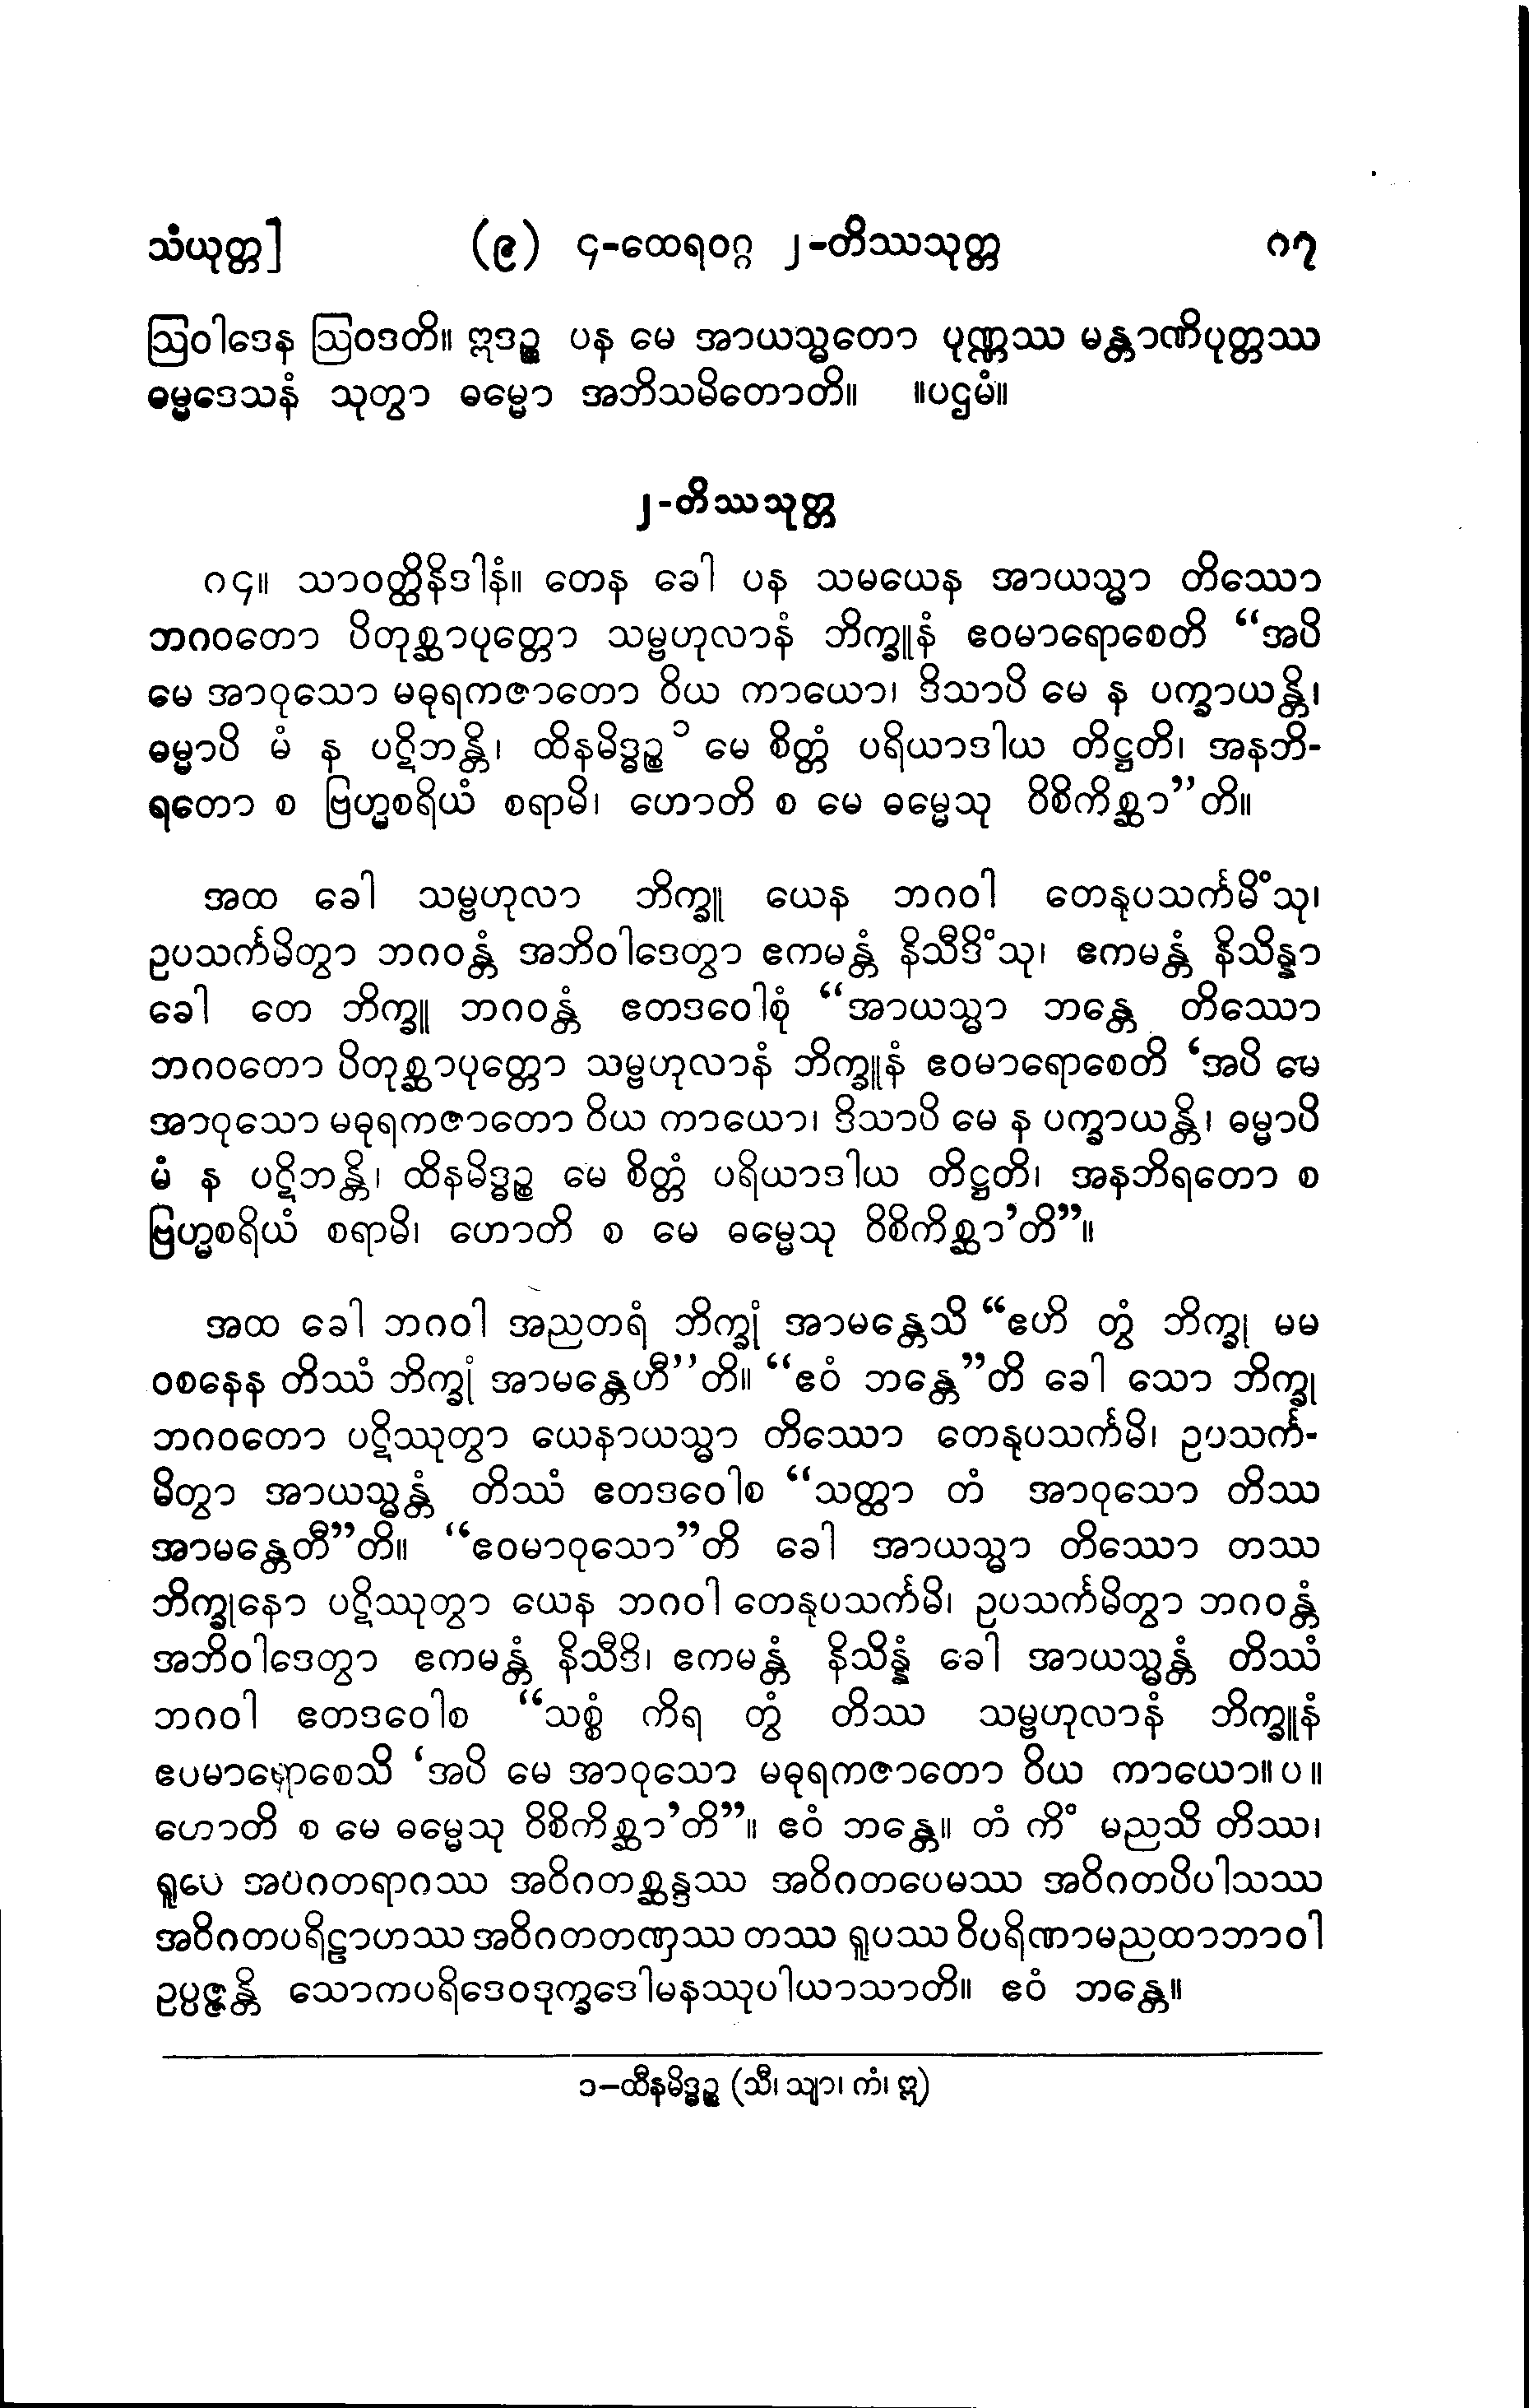 သံယုတ္တ] (၉) ၄-ထေရဝဂ္ဂ ၂-တိဿသုတ္တ ၈၇
ဩဝါဒေန ဩဝဒတိ။ ဣဒဉ္စ ပန မေ အာယသ္မတော ပုဏ္ဏဿ မန္တာဏိပုတ္တဿ
ဓမ္မဒေသနံ သုတွာ ဓမ္မော အဘိသမိတောတိ။ ။ပဌမံ။
၂-တိဿသုတ္တ
၈၄။ သာဝတ္ထိနိဒါနံ။ တေန ခေါ ပန သမယေန အာယသ္မာ တိဿော
ဘဂဝတော ပိတုစ္ဆာပုတ္တော သမ္ဗဟုလာနံ ဘိက္ခူနံ ဧဝမာရောစေတိ “အပိ
မေ အာဝုသော မဓုရကဇာတော ဝိယ ကာယော၊ ဒိသာပိ မေ န ပက္ခာယန္တိ၊
ဓမ္မာပိ မံ န ပဋိဘန္တိ၊ ထိနမိဒ္ဓဉ္စ ၁ မေ စိတ္တံ ပရိယာဒါယ တိဋ္ဌတိ၊ အနဘိ-
ရတော စ ဗြဟ္မစရိယံ စရာမိ၊ ဟောတိ စ မေ ဓမ္မေသု ဝိစိကိစ္ဆာ”တိ။
အထ ခေါ သမ္ဗဟုလာ ဘိက္ခူ ယေန ဘဂဝါ တေနုပသင်္ကမိံသု၊
ဥပသင်္ကမိတွာ ဘဂဝန္တံ အဘိဝါဒေတွာ ဧကမန္တံ နိသီဒိံသု၊ ဧကမန္တံ နိသိန္နာ
ခေါ တေ ဘိက္ခူ ဘဂဝန္တံ ဧတဒဝေါစုံ “အာယသ္မာ ဘန္တေ တိဿော
ဘဂဝတော ပိတုစ္ဆာပုတ္တော သမ္ဗဟုလာနံ ဘိက္ခူနံ ဧဝမာရောစေတိ ‘အပိ မေ
အာဝုသော မဓုရကဇာတော ဝိယ ကာယော၊ ဒိသာပိ မေ န ပက္ခာယန္တိ၊ ဓမ္မာပိ
မံ န ပဋိဘန္တိ၊ ထိနမိဒ္ဓဉ္စ မေ စိတ္တံ ပရိယာဒါယ တိဋ္ဌတိ၊ အနဘိရတော စ
ဗြဟ္မစရိယံ စရာမိ၊ ဟောတိ စ မေ ဓမ္မေသု ဝိစိကိစ္ဆာ’တိ”။
အထ ခေါ ဘဂဝါ အညတရံ ဘိက္ခုံ အာမန္တေသိ “ဧဟိ တွံ ဘိက္ခု မမ
ဝစနေန တိဿံ ဘိက္ခုံ အာမန္တေဟီ”တိ။ “ဧဝံ ဘန္တေ”တိ ခေါ သော ဘိက္ခု
ဘဂဝတော ပဋိဿုတွာ ယေနာယသ္မာ တိဿော တေနုပသင်္ကမိ၊ ဥပသင်္က-
မိတွာ အာယသ္မန္တံ တိဿံ ဧတဒဝေါစ “သတ္ထာ တံ အာဝုသော တိဿ
အာမန္တေတီ”တိ။ “ဧဝမာဝုသော”တိ ခေါ အာယသ္မာ တိဿော တဿ
ဘိက္ခုနော ပဋိဿုတွာ ယေန ဘဂဝါ တေနုပသင်္ကမိ၊ ဥပသင်္ကမိတွာ ဘဂဝန္တံ
အဘိဝါဒေတွာ ဧကမန္တံ နိသီဒိ၊ ဧကမန္တံ နိသိန္နံ ခေါ အာယသ္မန္တံ တိဿံ
ဘဂဝါ ဧတဒဝေါစ “သစ္စံ ကိရ တွံ တိဿ သမ္ဗဟုလာနံ ဘိက္ခူနံ
ဧဝမာရောစေသိ ‘အပိ မေ အာဝုသော မဓုရကဇာတော ဝိယ ကာယော။ပ။
ဟောတိ စ မေ ဓမ္မေသု ဝိစိကိစ္ဆာ’တိ”။ ဧဝံ ဘန္တေ။ တံ ကိံ မညသိ တိဿ၊
ရူပေ အဝိဂတရာဂဿ အဝိဂတစ္ဆန္ဒဿ အဝိဂတပေမဿ အဝိဂတပိပါသဿ
အဝိဂတပရိဠာဟဿ အဝိဂတတဏှဿ တဿ ရူပဿ ဝိပရိဏာမညထာဘာဝါ
ဥပ္ပဇ္ဇန္တိ သောကပရိဒေဝဒုက္ခဒေါမနဿုပါယာသာတိ။ ဧဝံ ဘန္တေ။
၁–ထီနမိဒ္ဓဉ္စ (သီ၊ သျာ၊ ကံ၊ ဣ)